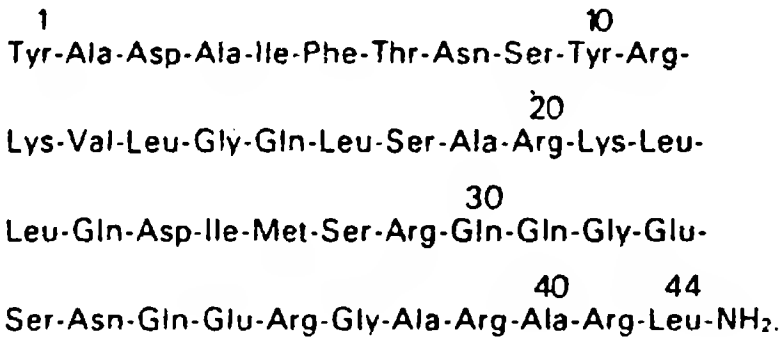 1 10
Tyr-Ala-Asp-Ala-Ile-Phe-Thr-Asn-Ser-Tyr-Arg-
20
Lys-Val-Leu-Gly-Gln-Leu-Ser-Ala-Arg-Lys-Leu-
30
Leu-Gln-Asp-Ile-Met-Ser-Arg-Gln-Gln-Gly-Glu-
40 44
Ser-Asn-Gln-Glu-Arg-Gly-Ala-Arg-Ala-Arg-Leu-NH₂.